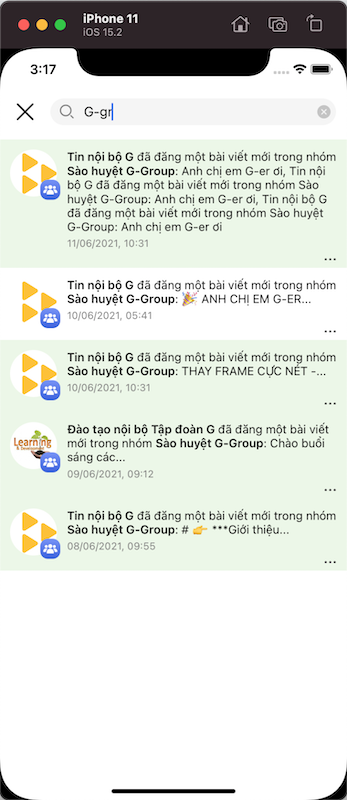 iPhone 11
iOS 15.2
3:17
G-gr
Tin nội bộ G đã đăng một bài viết mới trong nhóm
Sào huyệt G-Group: Anh chị em G-er ơi, Tin nội
bộ G đã đăng một bài viết mới trong nhóm Sào
huyệt G-Group: Anh chị em G-er ơi, Tin nội bộ G
đã đăng một bài viết mới trong nhóm Sào huyệt
G-Group: Anh chị em G-er ơi
11/06/2021, 10:31
Tin nội bộ G đã đăng một bài viết mới trong nhóm
Sào huyệt G-Group: 🎉 ANH CHỊ EM G-ER...
10/06/2021, 05:41
Tin nội bộ G đã đăng một bài viết mới trong nhóm
Sào huyệt G-Group: THAY FRAME CỰC NÉT -...
10/06/2021, 10:31
Learning
Đào tạo nội bộ Tập đoàn G đã đăng một bài viết
mới trong nhóm Sào huyệt G-Group: Chào buổi
sáng các...
09/06/2021, 09:12
Tin nội bộ G đã đăng một bài viết mới trong nhóm
Sào huyệt G-Group: # 👉 ***Giới thiệu...
08/06/2021, 09:55